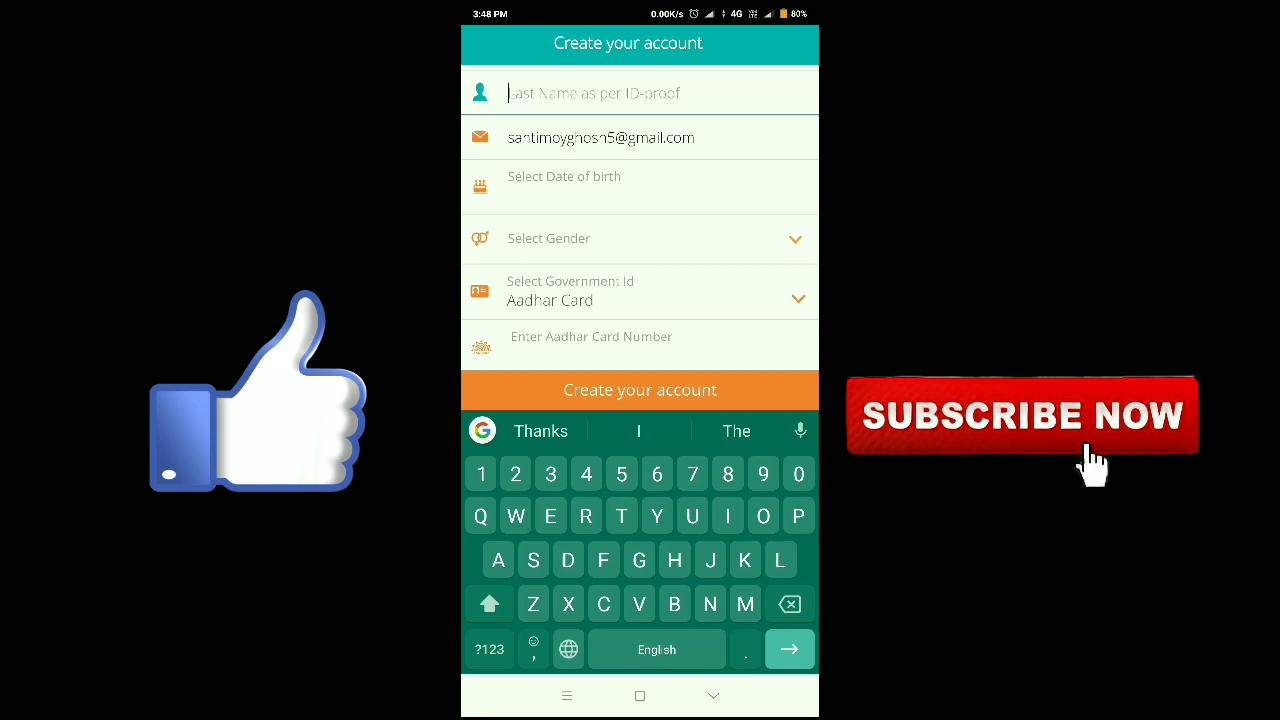 3:48 PM 0.00K/s 4G VoLTE 80%
Create your account
Last Name as per ID-proof
santimoyghosh5@gmail.com
Select Date of birth
Select Gender
Select Government Id
Aadhar Card
Enter Aadhar Card Number
Create your account
SUBSCRIBE NOW
G Thanks I The
1 2 3 4 5 6 7 8 9 0
Q W E R T Y U I O P
A S D F G H J K L
Z X C V B N M
?123 , English .